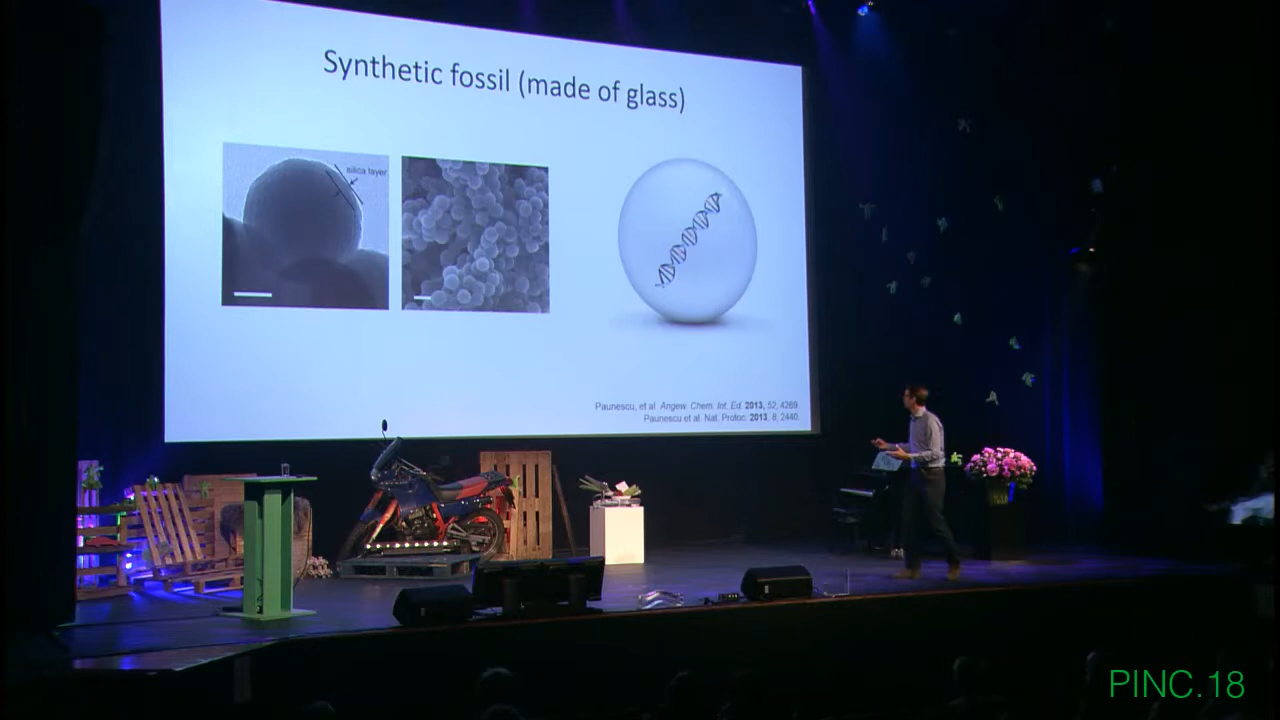 Synthetic fossil (made of glass)
silica layer
Paunescu, et al. Angew. Chem. Int. Ed. 2013, 52, 4269.
Paunescu et al. Nat. Protoc. 2013, 8, 2440.
PINC.18